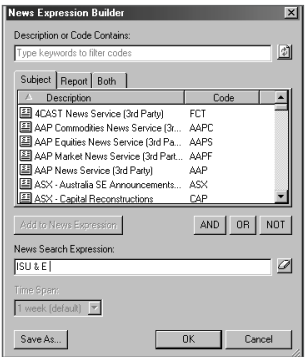 News Expression Builder
Description or Code Contains:
Type keywords to filter codes
Subject Report Both
Description Code
4CAST News Service (3rd Party) FCT
AAP Commodities News Service (3r... AAPC
AAP Equities News Service (3rd Pa... AAPS
AAP Market News Service (3rd Part... AAPF
AAP News Service (3rd Party) AAP
ASX - Australia SE Announcements... ASX
ASX - Capital Reconstructions CAP
Add to News Expression AND OR NOT
News Search Expression:
ISU & E
Time Span:
1 week (default)
Save As... OK Cancel